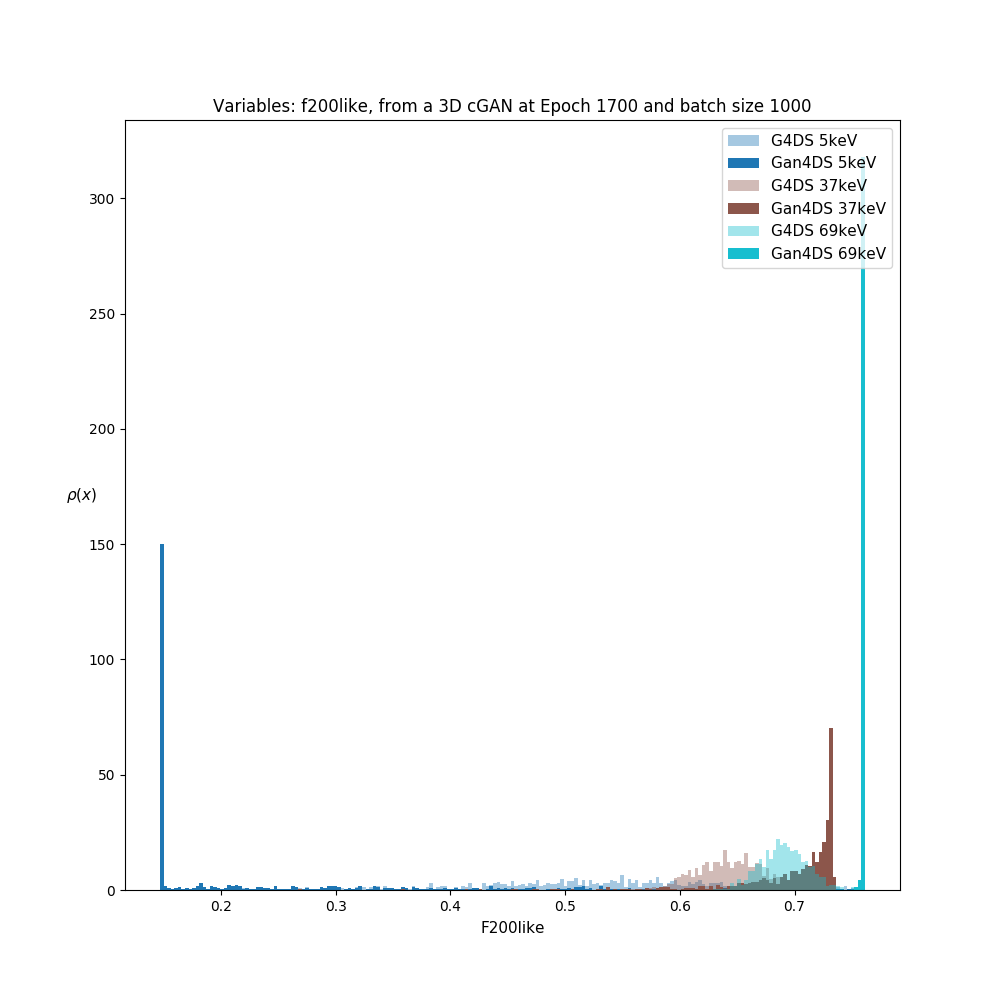 Variables: f200like, from a 3D cGAN at Epoch 1700 and batch size 1000
G4DS 5keV
Gan4DS 5keV
G4DS 37keV
Gan4DS 37keV
G4DS 69keV
Gan4DS 69keV
300
250
200
150
100
50
0
ρ(x)
0.2 0.3 0.4 0.5 0.6 0.7
F200like